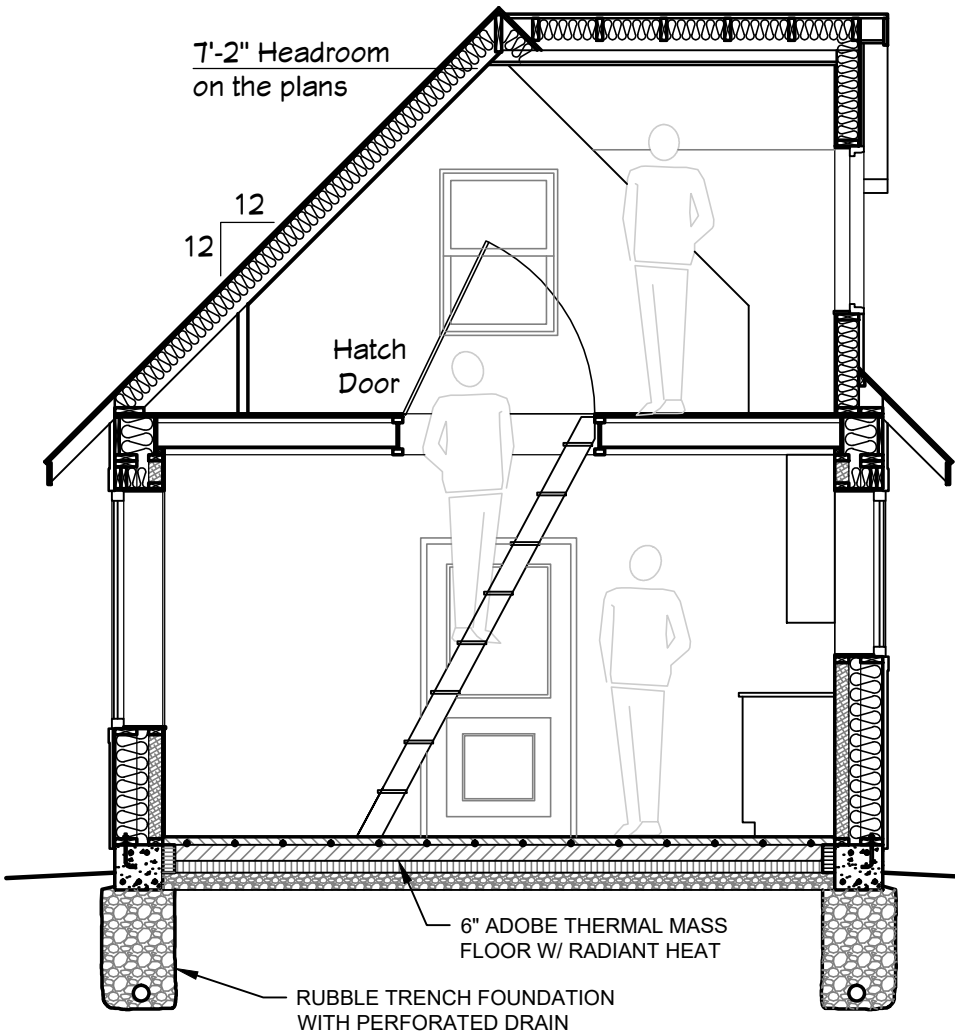 7'-2" Headroom
on the plans
12
12
Hatch
Door
6" ADOBE THERMAL MASS
FLOOR W/ RADIANT HEAT
RUBBLE TRENCH FOUNDATION
WITH PERFORATED DRAIN